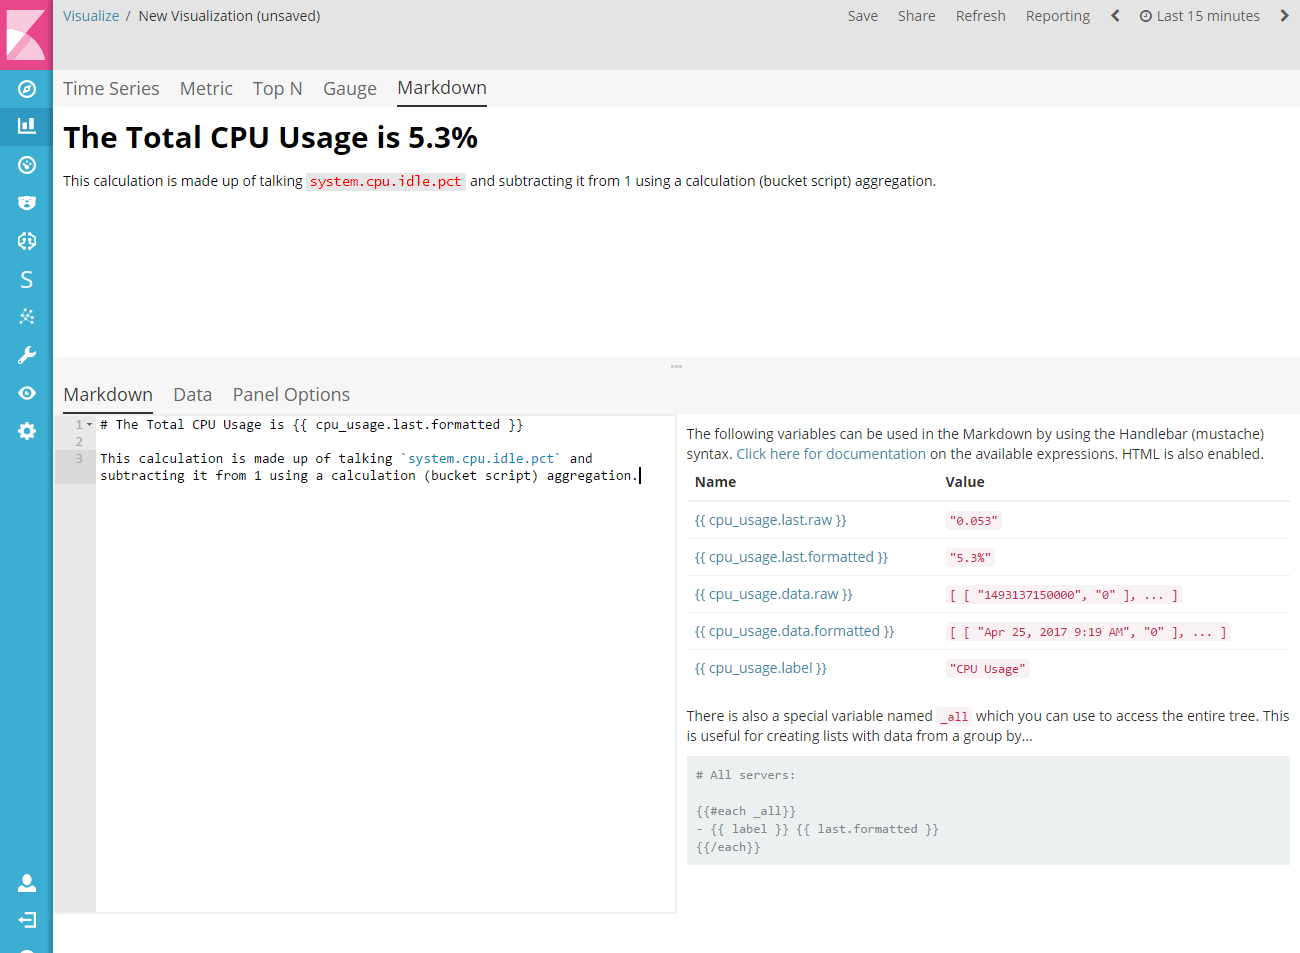 Visualize / New Visualization (unsaved)
Save Share Refresh Reporting Last 15 minutes
Time Series Metric Top N Gauge Markdown
The Total CPU Usage is 5.3%
This calculation is made up of talking system.cpu.idle.pct and subtracting it from 1 using a calculation (bucket script) aggregation.
S
Markdown Data Panel Options
1 # The Total CPU Usage is {{ cpu_usage.last.formatted }}
2
3 This calculation is made up of talking `system.cpu.idle.pct` and
subtracting it from 1 using a calculation (bucket script) aggregation.
The following variables can be used in the Markdown by using the Handlebar (mustache)
syntax. Click here for documentation on the available expressions. HTML is also enabled.
Name Value
{{ cpu_usage.last.raw }} "0.053"
{{ cpu_usage.last.formatted }} "5.3%"
{{ cpu_usage.data.raw }} [ [ "1493137150000", "0" ], ... ]
{{ cpu_usage.data.formatted }} [ [ "Apr 25, 2017 9:19 AM", "0" ], ... ]
{{ cpu_usage.label }} "CPU Usage"
There is also a special variable named _all which you can use to access the entire tree. This
is useful for creating lists with data from a group by...
# All servers:
{{#each _all}}
- {{ label }} {{ last.formatted }}
{{/each}}